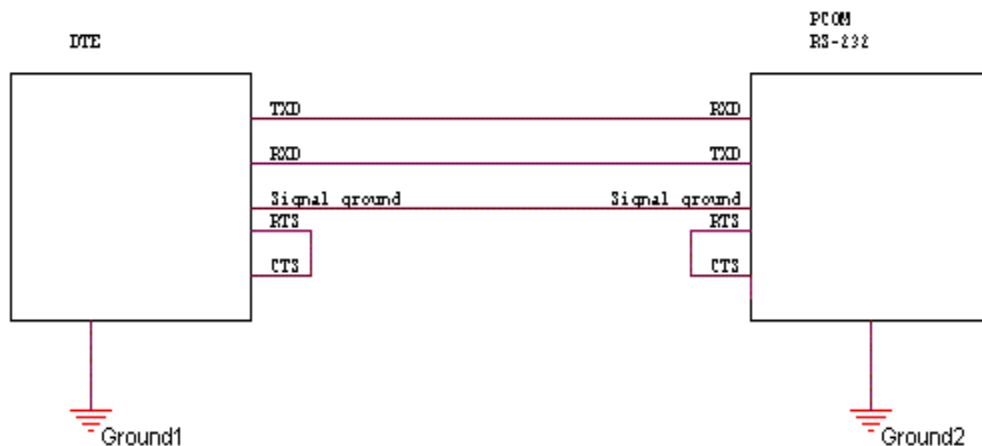 PCOM
DTE RS-232
TXD RXD
RXD TXD
Signal ground Signal ground
RTS RTS
CTS CTS
Ground1 Ground2